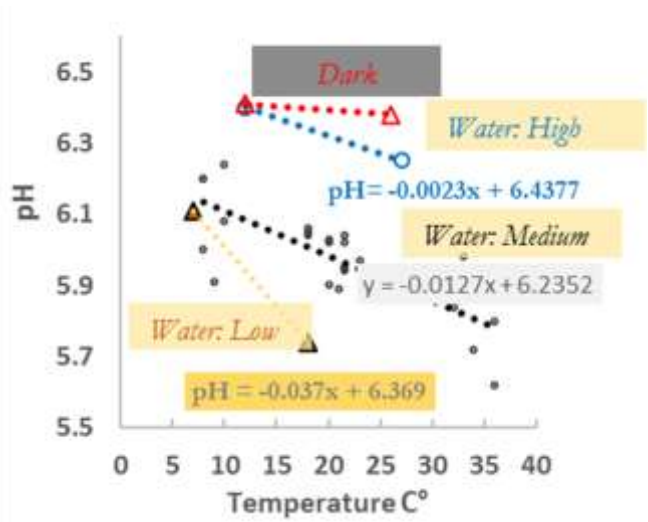 6.5
6.3
6.1
5.9
5.7
5.5
pH
Dark
Water: High
pH= -0.0023x + 6.4377
Water: Medium
y = -0.0127x+6.2352
Water: Low
pH = -0.037x + 6.369
0 5 10 15 20 25 30 35 40
Temperature C°